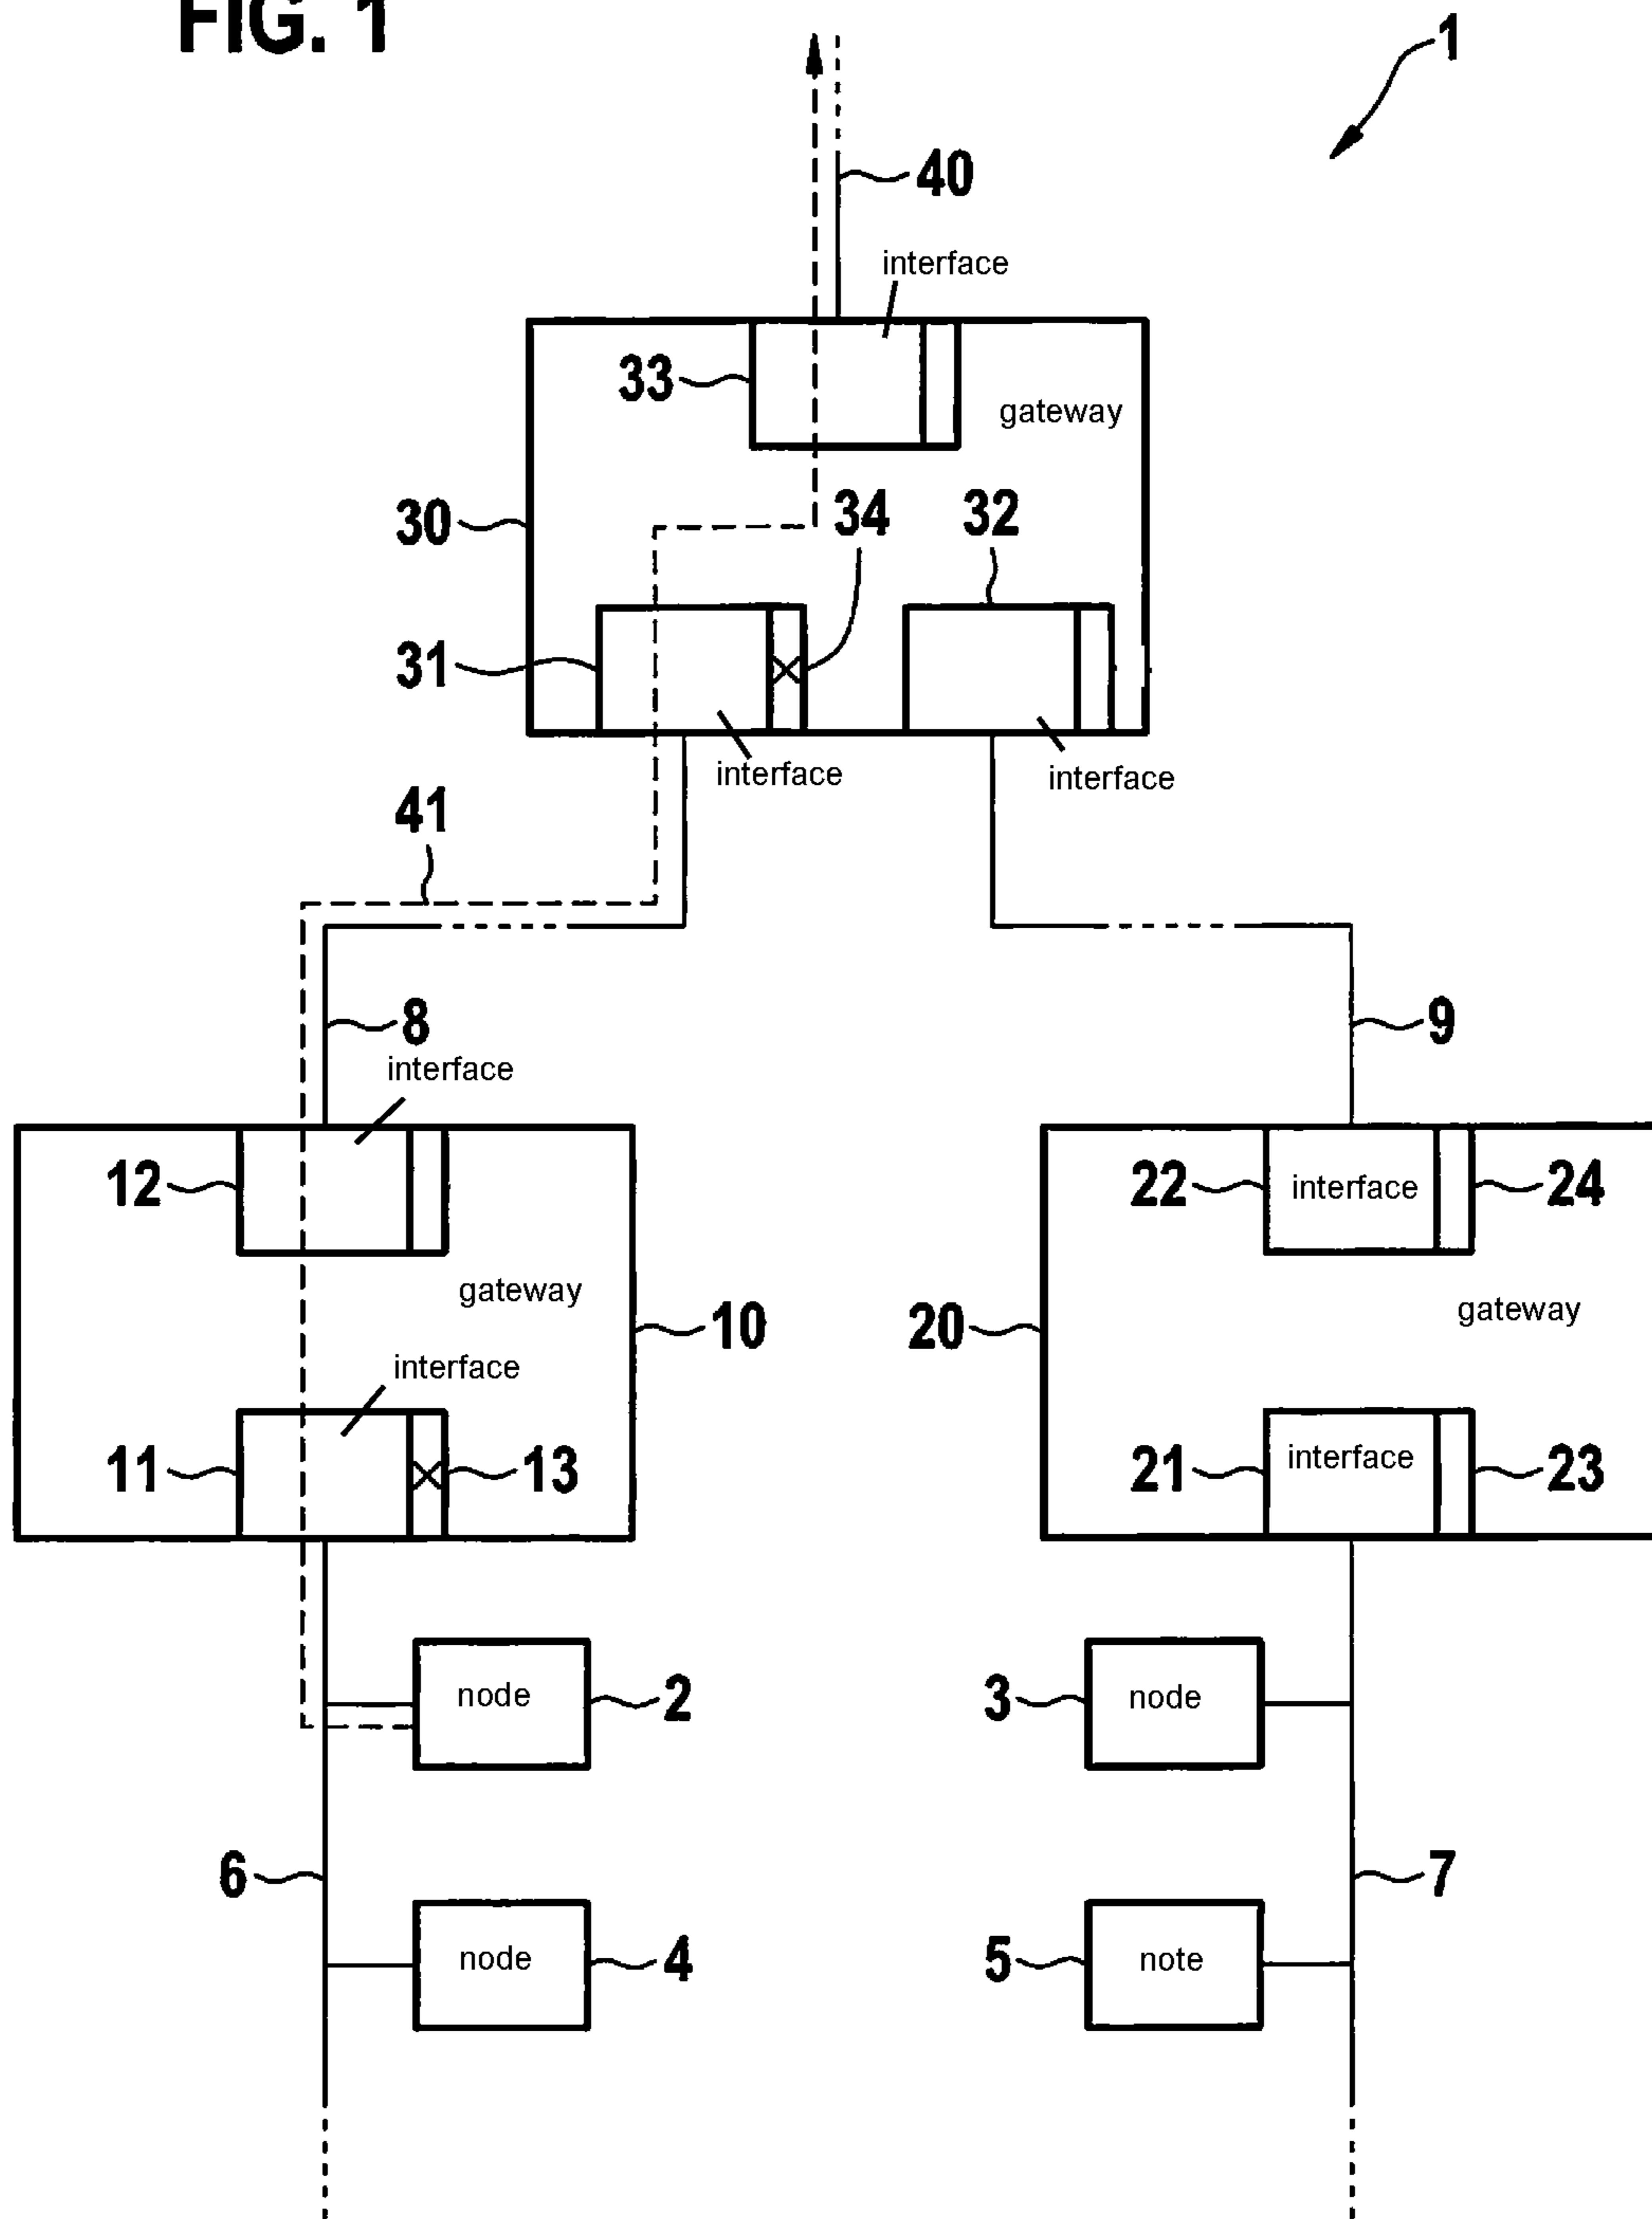 FIG. 1
1
40
interface
33
gateway
30
34
32
31
interface
interface
41
8
9
interface
12
22
interface
24
gateway
gateway
10
20
interface
11
13
21
interface
23
node
2
3
node
6
7
node
4
5
note